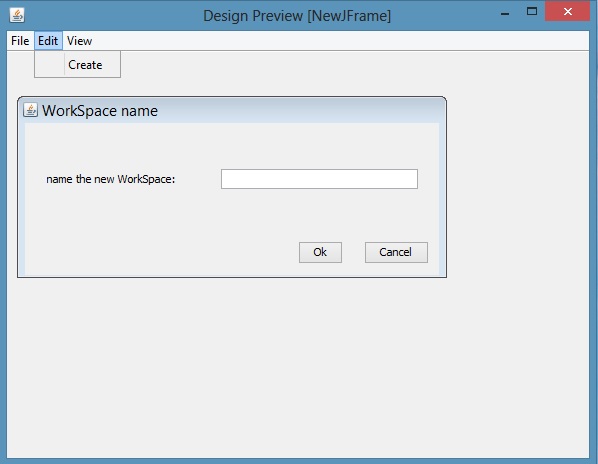 Design Preview [NewJFrame]
File Edit View
Create
WorkSpace name
name the new WorkSpace:
Ok Cancel